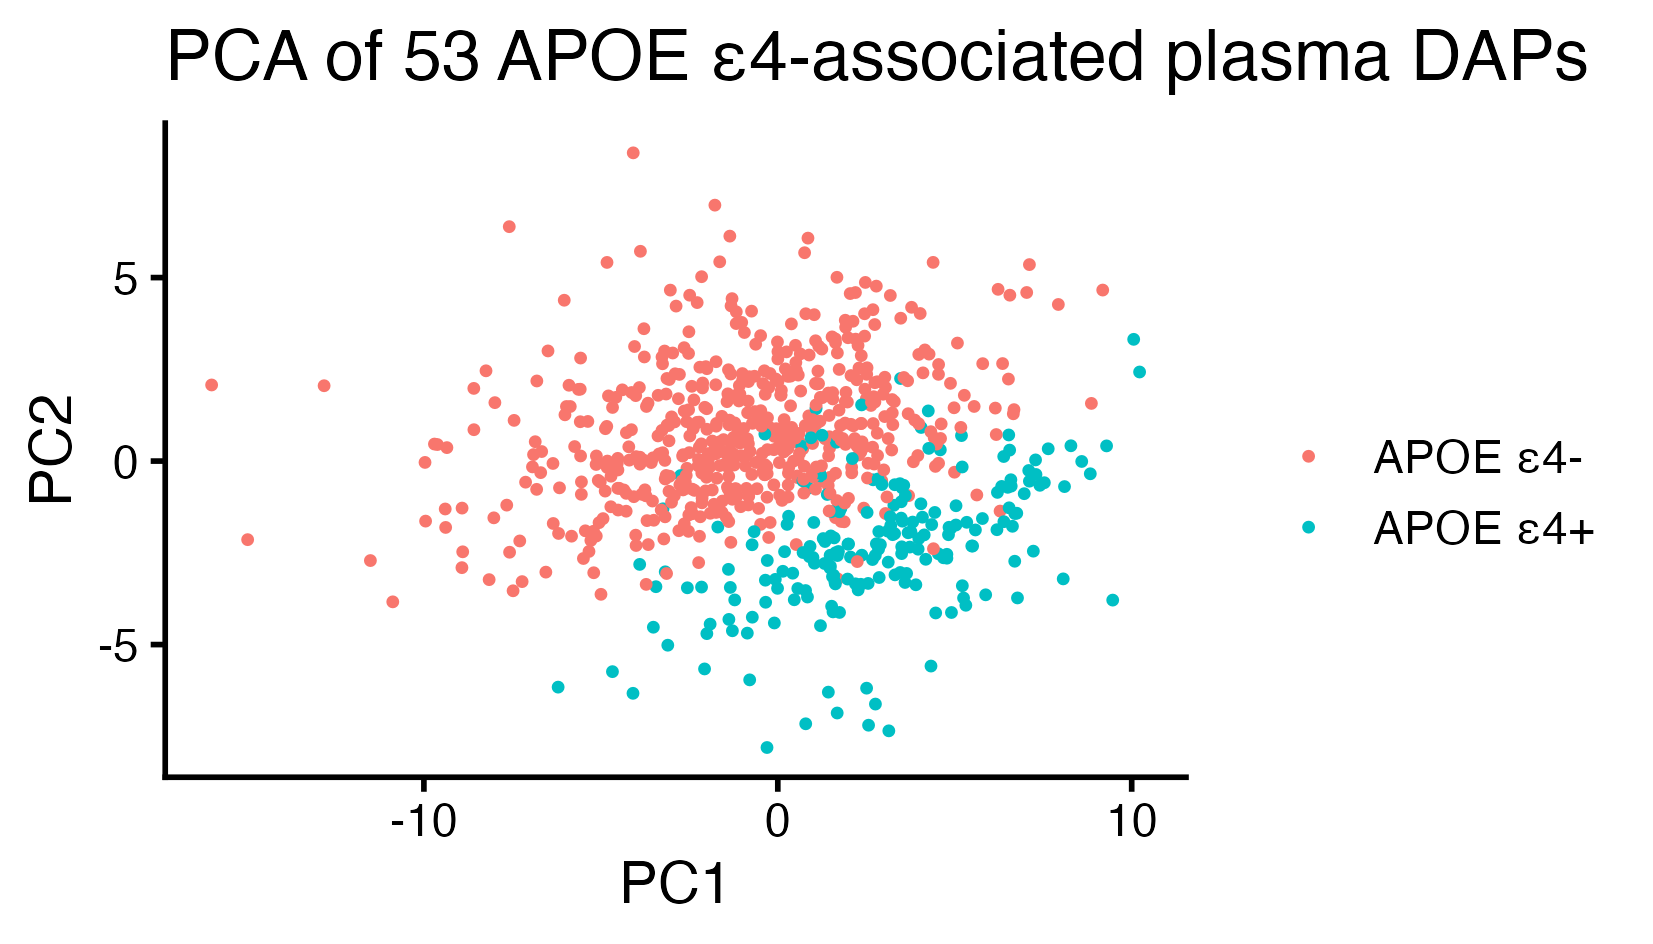 PCA of 53 APOE ε4-associated plasma DAPs
PC2
5
0
-5
-10 0 10
PC1
APOE ε4-
APOE ε4+